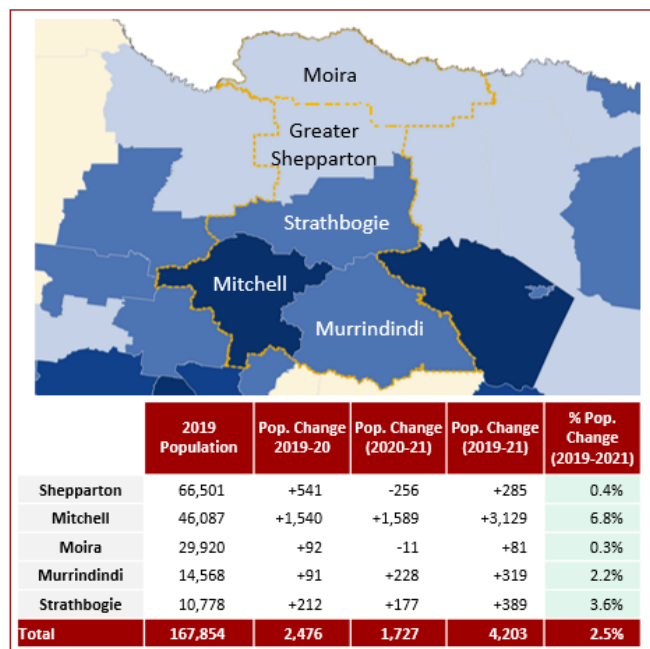 Moira
Greater
Shepparton
Strathbogie
Mitchell
Murrindindi
2019 Population Pop. Change 2019-20 Pop. Change (2020-21) Pop. Change (2019-21) % Pop. Change (2019-2021)
Shepparton 66,501 +541 -256 +285 0.4%
Mitchell 46,087 +1,540 +1,589 +3,129 6.8%
Moira 29,920 +92 -11 +81 0.3%
Murrindindi 14,568 +91 +228 +319 2.2%
Strathbogie 10,778 +212 +177 +389 3.6%
Total 167,854 2,476 1,727 4,203 2.5%